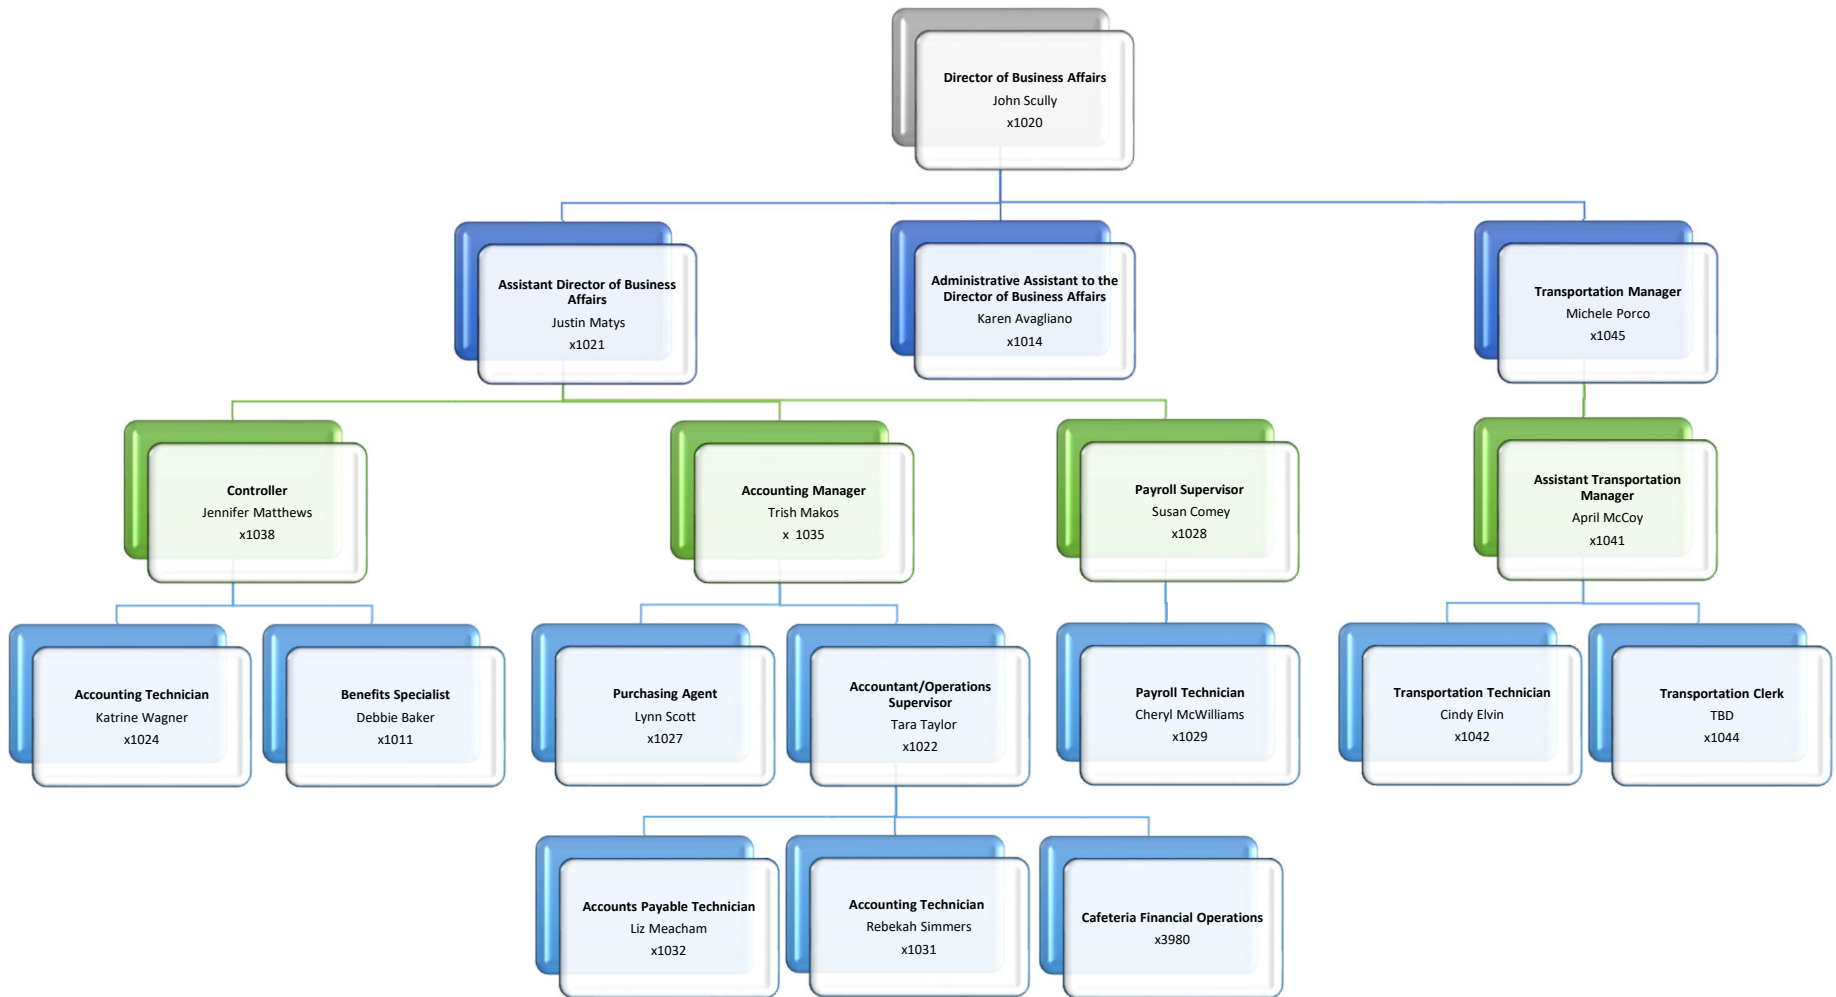 Director of Business Affairs
John Scully
x1020
Assistant Director of Business
Affairs
Justin Matys
x1021
Administrative Assistant to the
Director of Business Affairs
Karen Avagliano
x1014
Transportation Manager
Michele Porco
x1045
Controller
Jennifer Matthews
x1038
Accounting Manager
Trish Makos
x 1035
Payroll Supervisor
Susan Comey
x1028
Assistant Transportation
Manager
April McCoy
x1041
Accounting Technician
Katrine Wagner
x1024
Benefits Specialist
Debbie Baker
x1011
Purchasing Agent
Lynn Scott
x1027
Accountant/Operations
Supervisor
Tara Taylor
x1022
Payroll Technician
Cheryl McWilliams
x1029
Transportation Technician
Cindy Elvin
x1042
Transportation Clerk
TBD
x1044
Accounts Payable Technician
Liz Meacham
x1032
Accounting Technician
Rebekah Simmers
x1031
Cafeteria Financial Operations
x3980